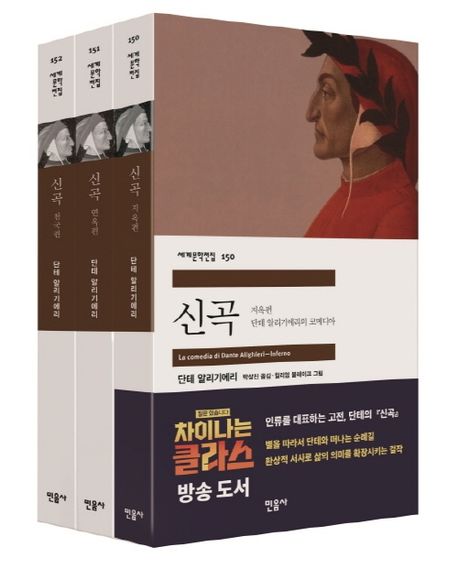 152
세계문학전집
신곡 천국편
단테 알리기에리
민음사
151
세계문학전집
신곡 연옥편
단테 알리기에리
민음사
150
세계문학전집
신곡 지옥편
단테 알리기에리
민음사
세계문학전집 150
신곡
지옥편
단테 알리기에리의 코메디아
La comedia di Dante Alighieri—Inferno
단테 알리기에리
박상진 옮김·윌리엄 블레이크 그림
질문 있습니다
차이나는
클라스
방송 도서
인류를 대표하는 고전, 단테의 『신곡』
별을 따라서 단테와 떠나는 순례길
환상적 서사로 삶의 의미를 확장시키는 걸작
민음사